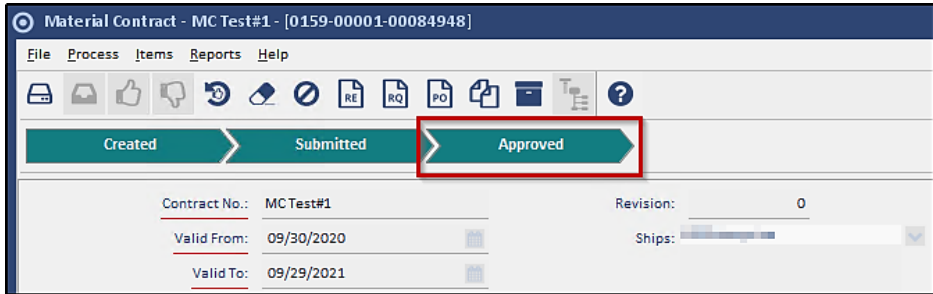 Material Contract - MC Test#1 - [0159-00001-00084948]
File Process Items Reports Help
RE RQ PO T ?
Created Submitted Approved
Contract No.: MC Test#1 Revision: 0
Valid From: 09/30/2020 Ships:
Valid To: 09/29/2021